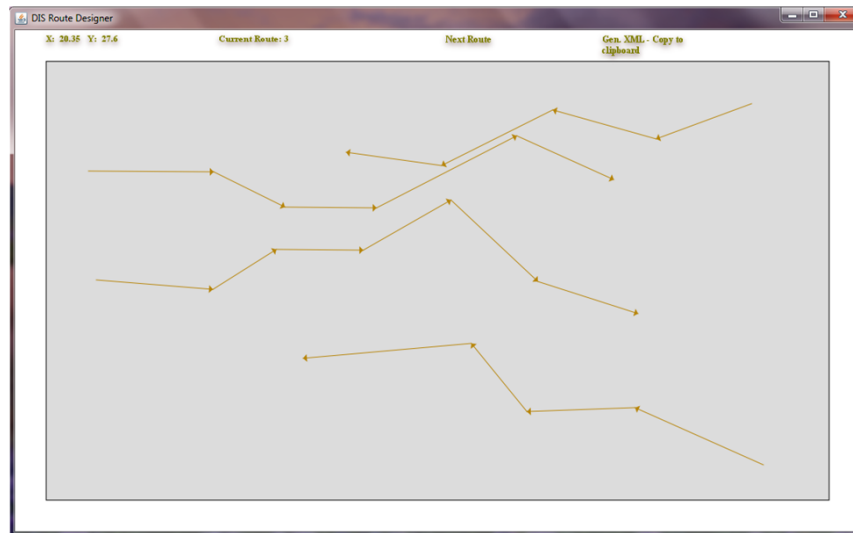 DIS Route Designer
X: 20.35 Y: 27.6
Current Route: 3
Next Route
Gen. XML - Copy to
clipboard